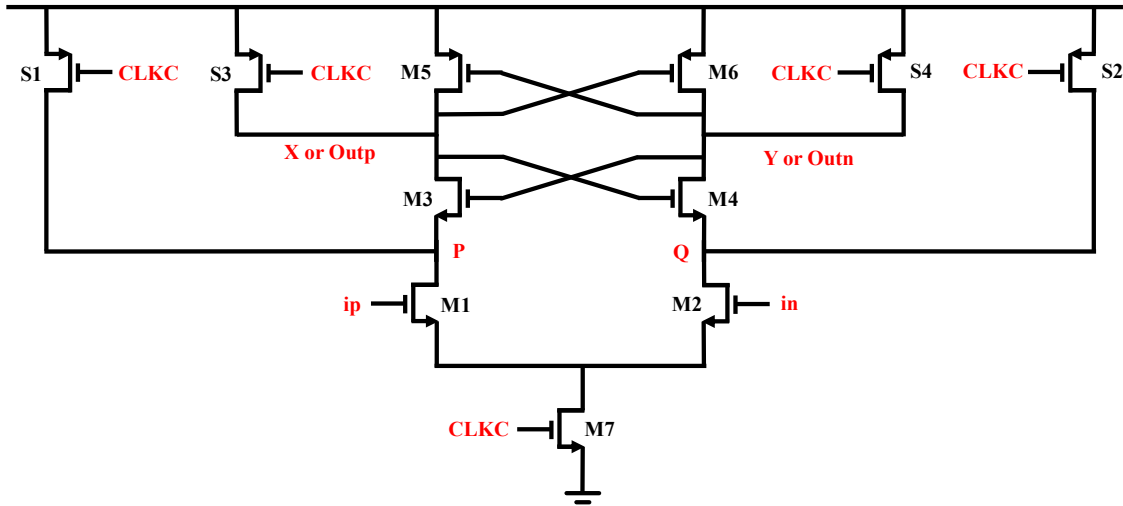 S1
CLKC
S3
CLKC
M5
M6
CLKC
S4
CLKC
S2
X or Outp
Y or Outn
M3
M4
P
Q
ip
M1
M2
in
CLKC
M7